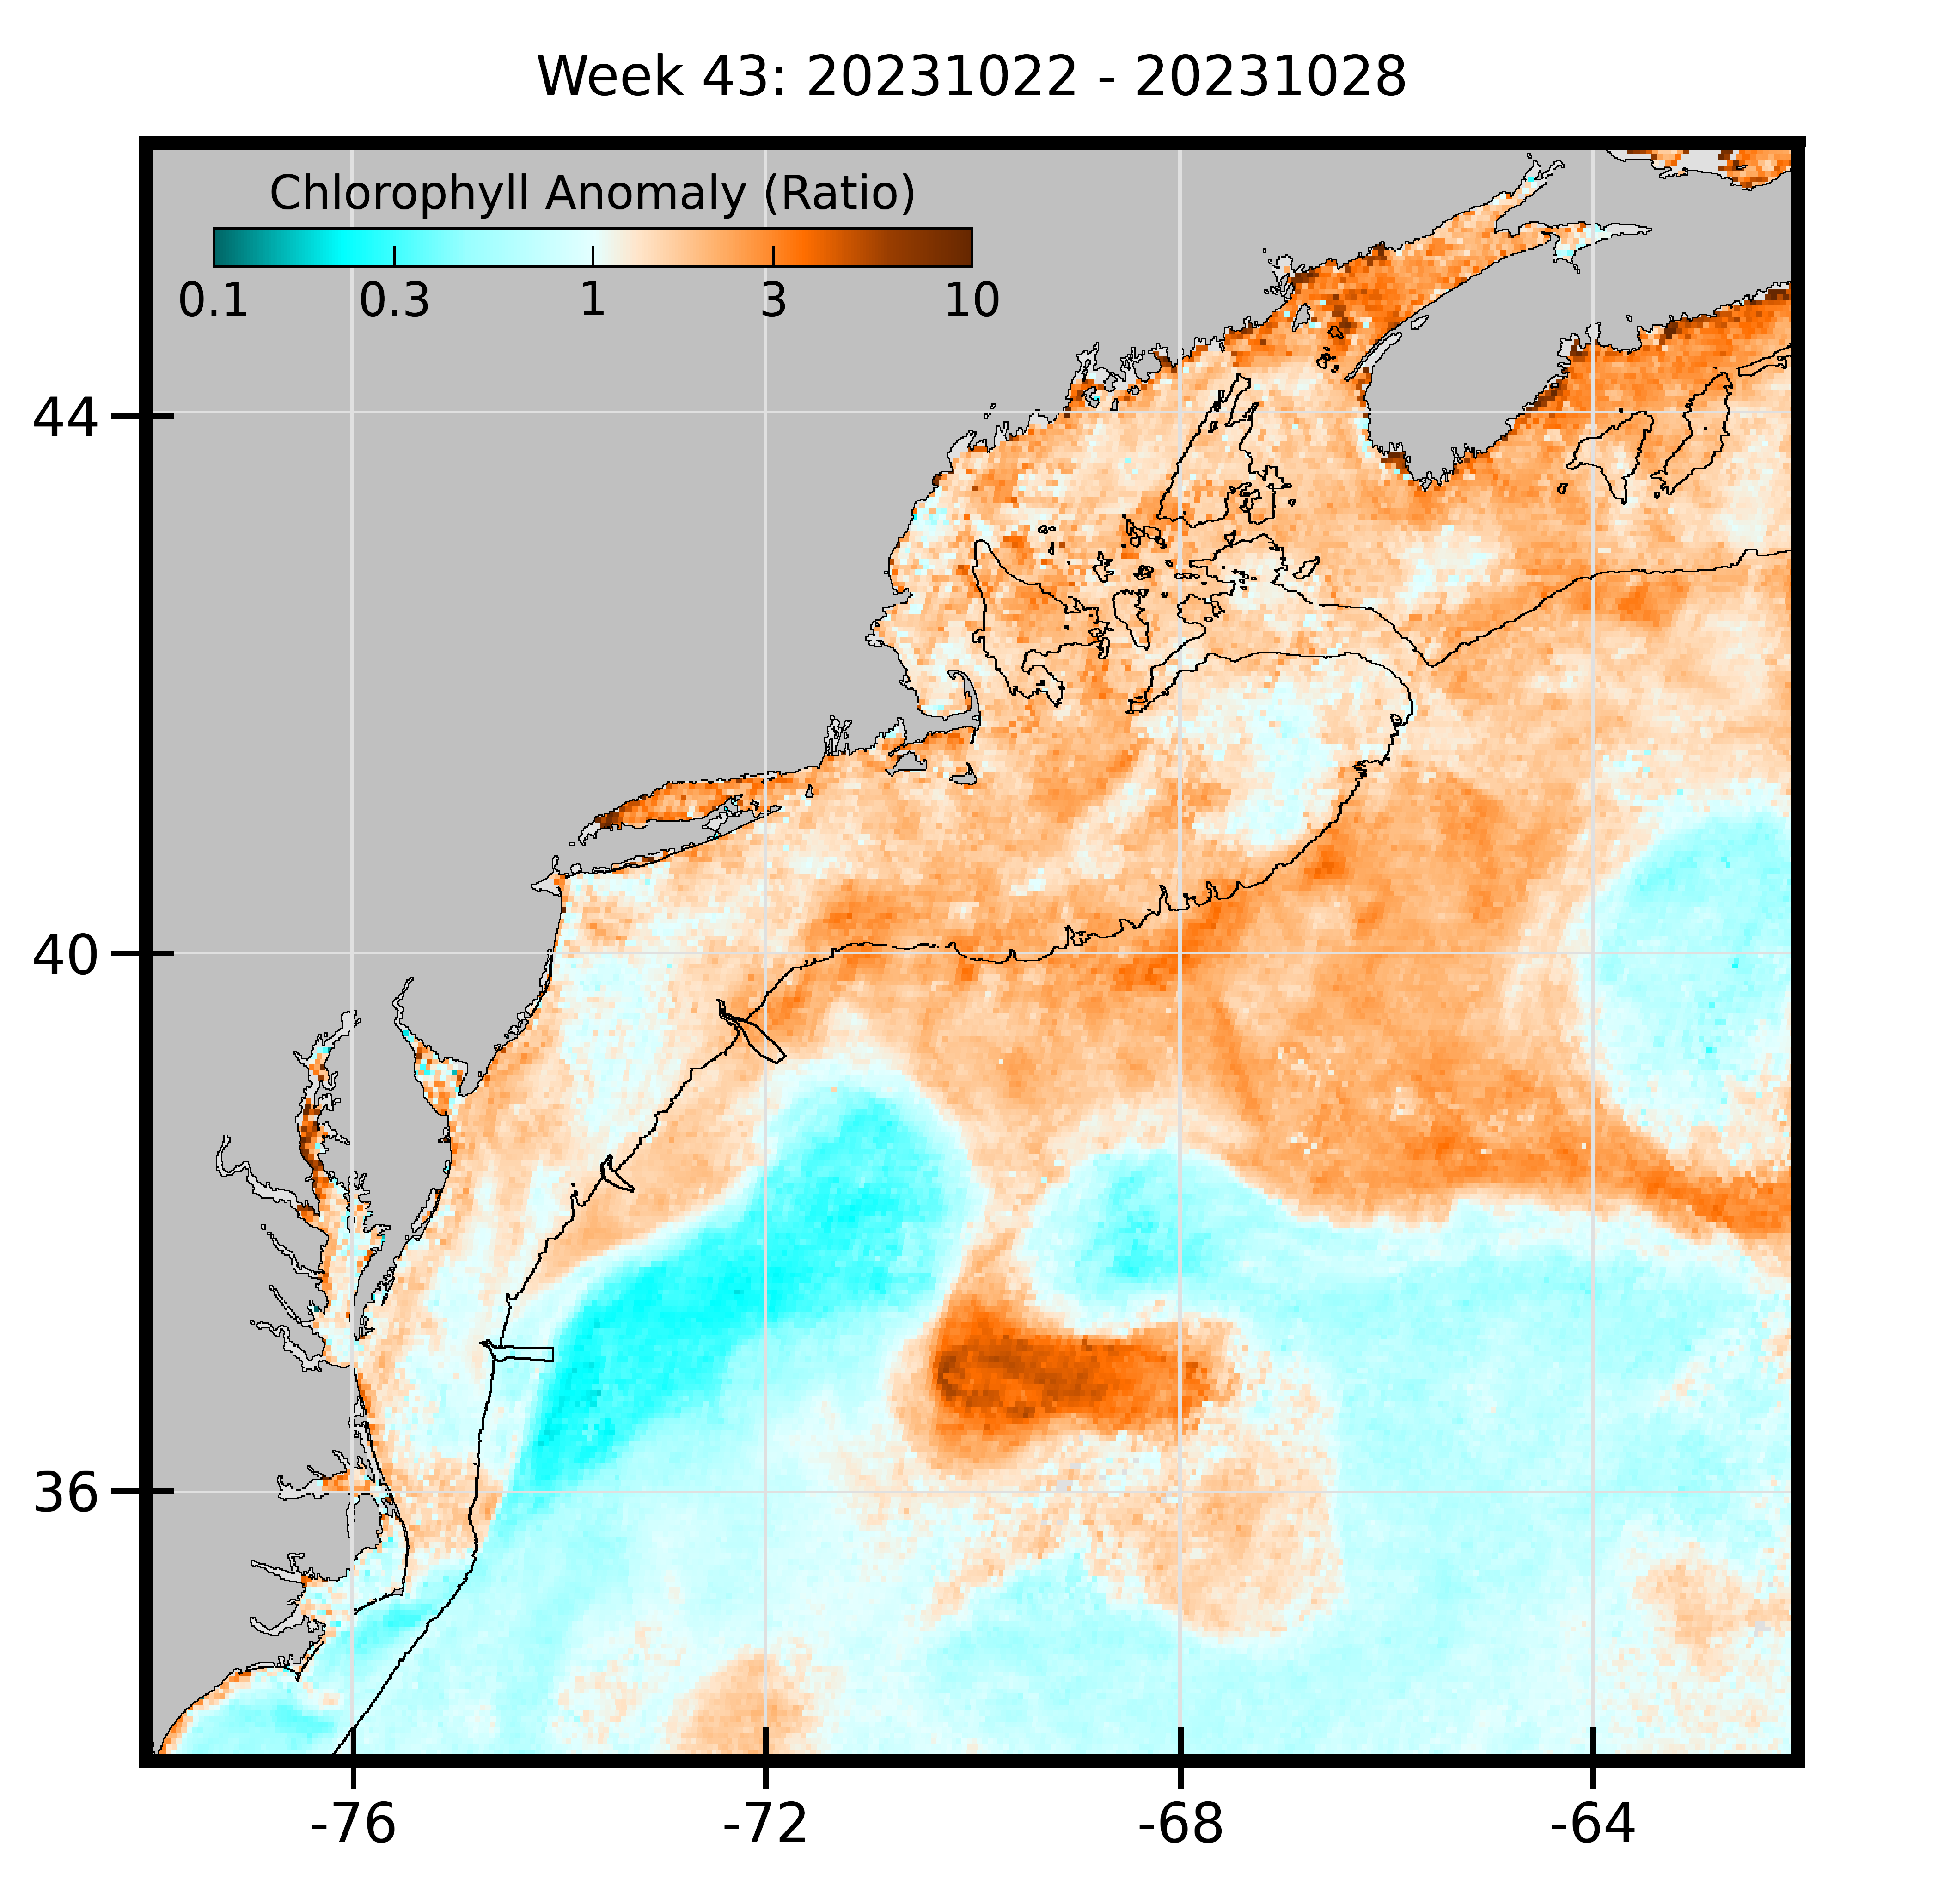 Week 43: 20231022 - 20231028
Chlorophyll Anomaly (Ratio)
0.1 0.3 1 3 10
44
40
36
-76 -72 -68 -64